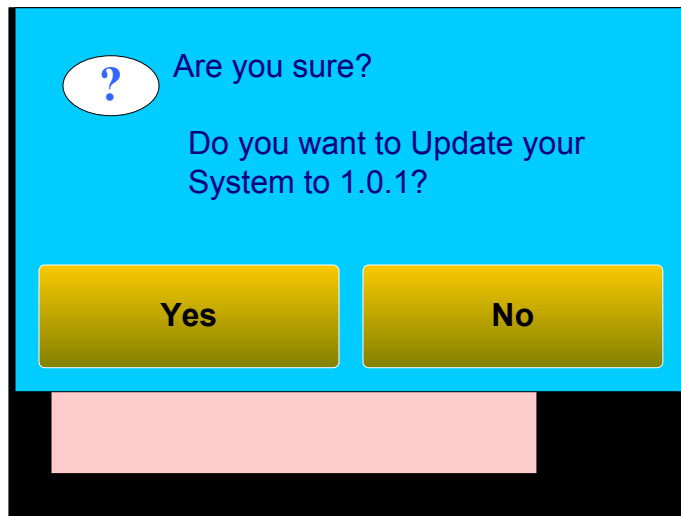 ?
Are you sure?
Do you want to Update your
System to 1.0.1?
Yes
No